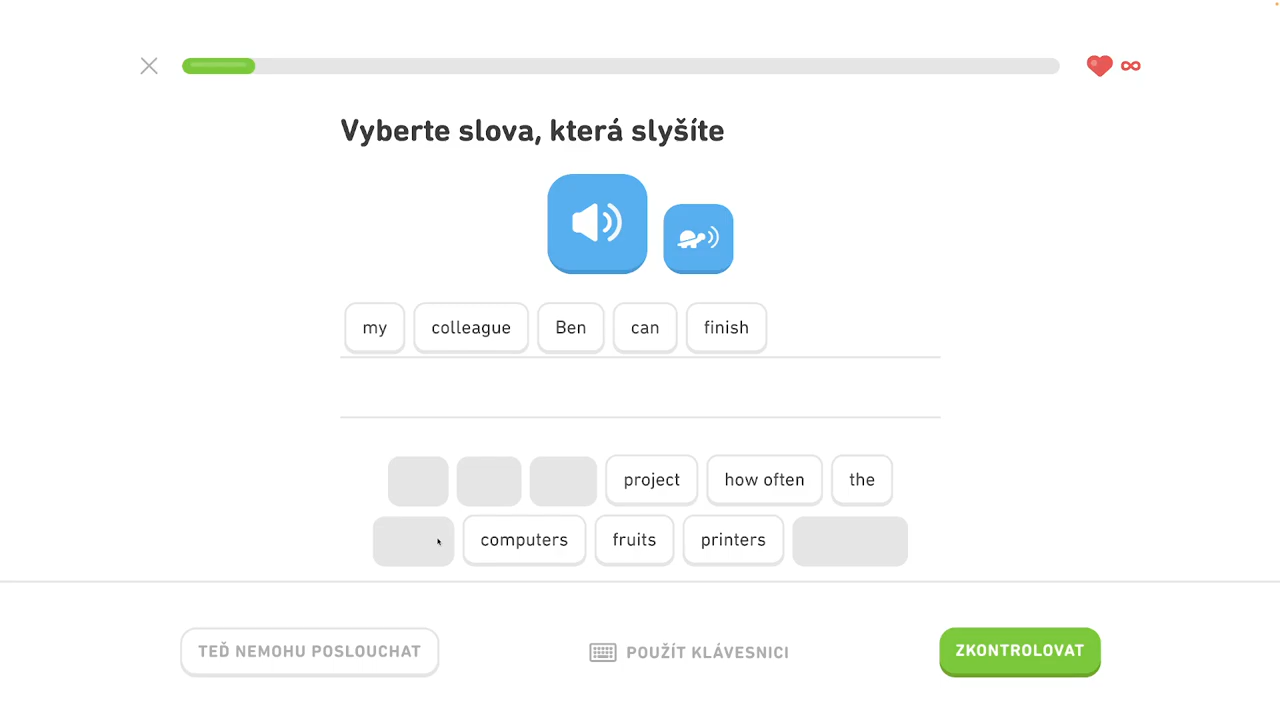 Vyberte slova, která slyšíte
my colleague Ben can finish
project how often the
computers fruits printers
TEĎ NEMOHU POSLOUCHAT POUŽÍT KLÁVESNICI ZKONTROLOVAT